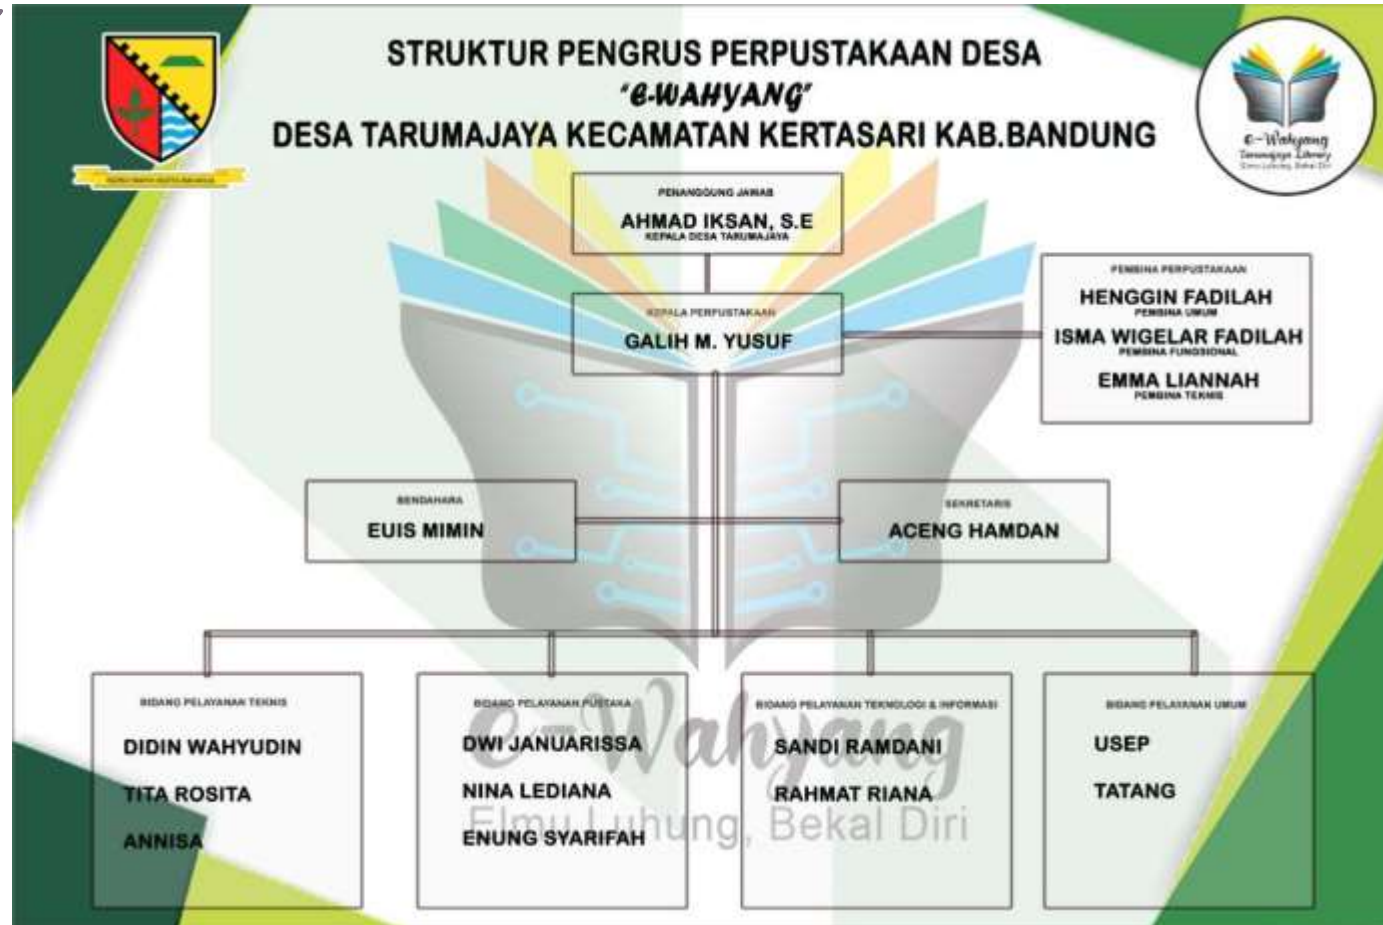 STRUKTUR PENGRUS PERPUSTAKAAN DESA
"e-WAHYANG"
DESA TARUMAJAYA KECAMATAN KERTASARI KAB.BANDUNG
e-Wahyang
Tarumajaya Library
Elmu Luhung, Bekal Diri
PENANGGUNG JAWAB
AHMAD IKSAN, S.E
KEPALA DESA TARUMAJAYA
KEPALA PERPUSTAKAAN
GALIH M. YUSUF
PEMBINA PERPUSTAKAAN
HENGGIN FADILAH
PEMBINA UMUM
ISMA WIGELAR FADILAH
PEMBINA FUNGSIONAL
EMMA LIANNAH
PEMBINA TEKNIS
BENDAHARA
EUIS MIMIN
SEKRETARIS
ACENG HAMDAN
BIDANG PELAYANAN TEKNIS
DIDIN WAHYUDIN
TITA ROSITA
ANNISA
BIDANG PELAYANAN PUSTAKA
DWI JANUARISSA
NINA LEDIANA
ENUNG SYARIFAH
BIDANG PELAYANAN TEKNOLOGI & INFORMASI
SANDI RAMDANI
RAHMAT RIANA
BIDANG PELAYANAN UMUM
USEP
TATANG
e-Wahyang
Elmu Luhung, Bekal Diri